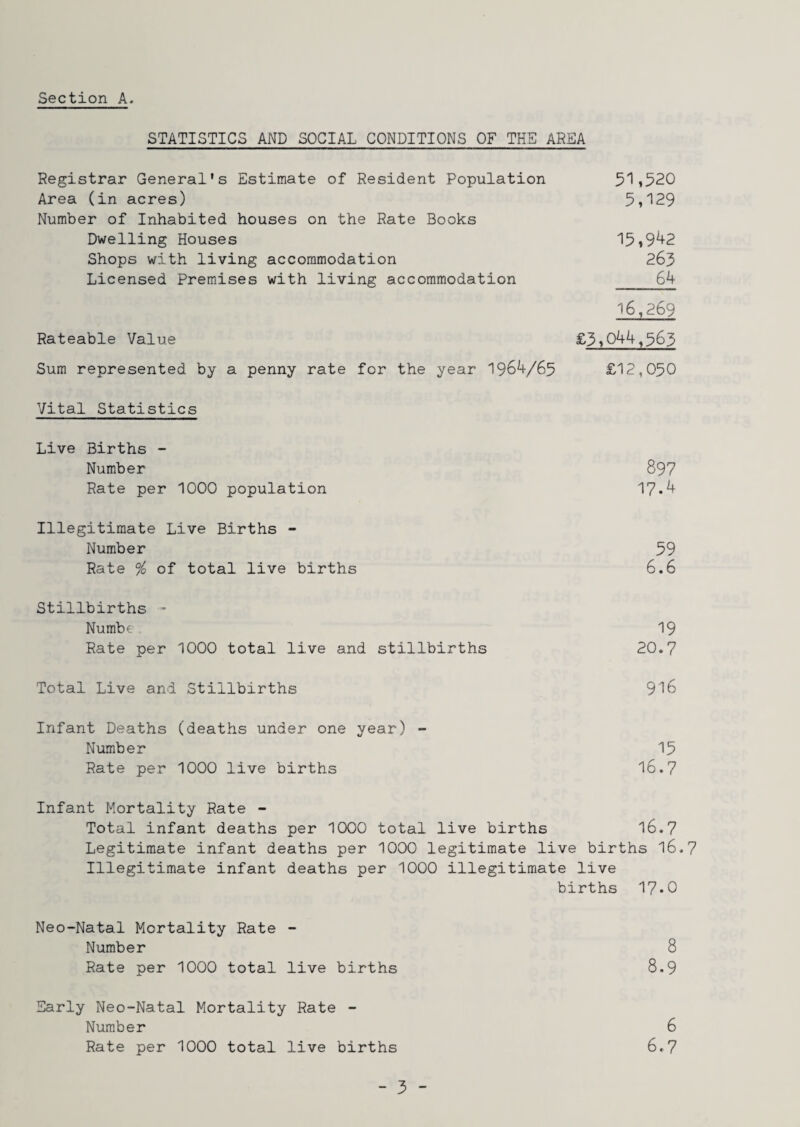 Section A.
STATISTICS AND SOCIAL CONDITIONS OF THE AREA
Registrar General's Estimate of Resident Population 51,520
Area (in acres) 5,129
Number of Inhabited houses on the Rate Books
Dwelling Houses 15,942
Shops with living accommodation 263
Licensed Premises with living accommodation 64
16,269
Rateable Value £3,044,563
Sum represented by a penny rate for the year 1964/65 £12,050
Vital Statistics
Live Births -
Number 897
Rate per 1000 population 17.4
Illegitimate Live Births -
Number 59
Rate % of total live births 6.6
Stillbirths -
Numbe 19
Rate per 1000 total live and stillbirths 20.7
Total Live and Stillbirths 916
Infant Deaths (deaths under one year) -
Number 15
Rate per 1000 live births 16.7
Infant Mortality Rate -
Total infant deaths per 1000 total live births 16.7
Legitimate infant deaths per 1000 legitimate live births 16.7
Illegitimate infant deaths per 1000 illegitimate live
births 17.0
Neo-Natal Mortality Rate -
Number 8
Rate per 1000 total live births 8.9
Early Neo-Natal Mortality Rate -
Number 6
Rate per 1000 total live births 6.7
- 3 -